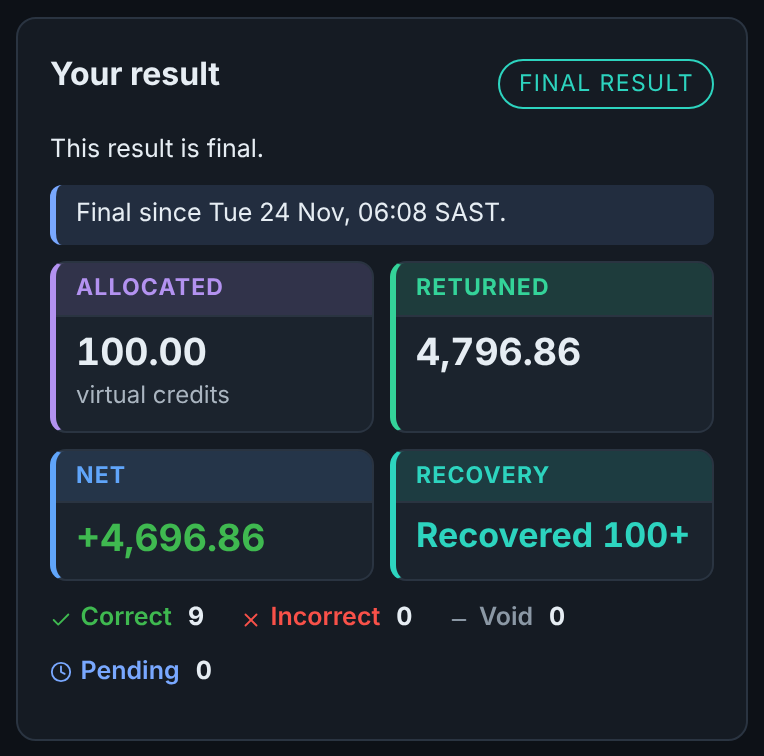 Your result
FINAL RESULT
This result is final.
Final since Tue 24 Nov, 06:08 SAST.
ALLOCATED
100.00
virtual credits
RETURNED
4,796.86
NET
+4,696.86
RECOVERY
Recovered 100+
Correct 9 Incorrect 0 Void 0
Pending 0